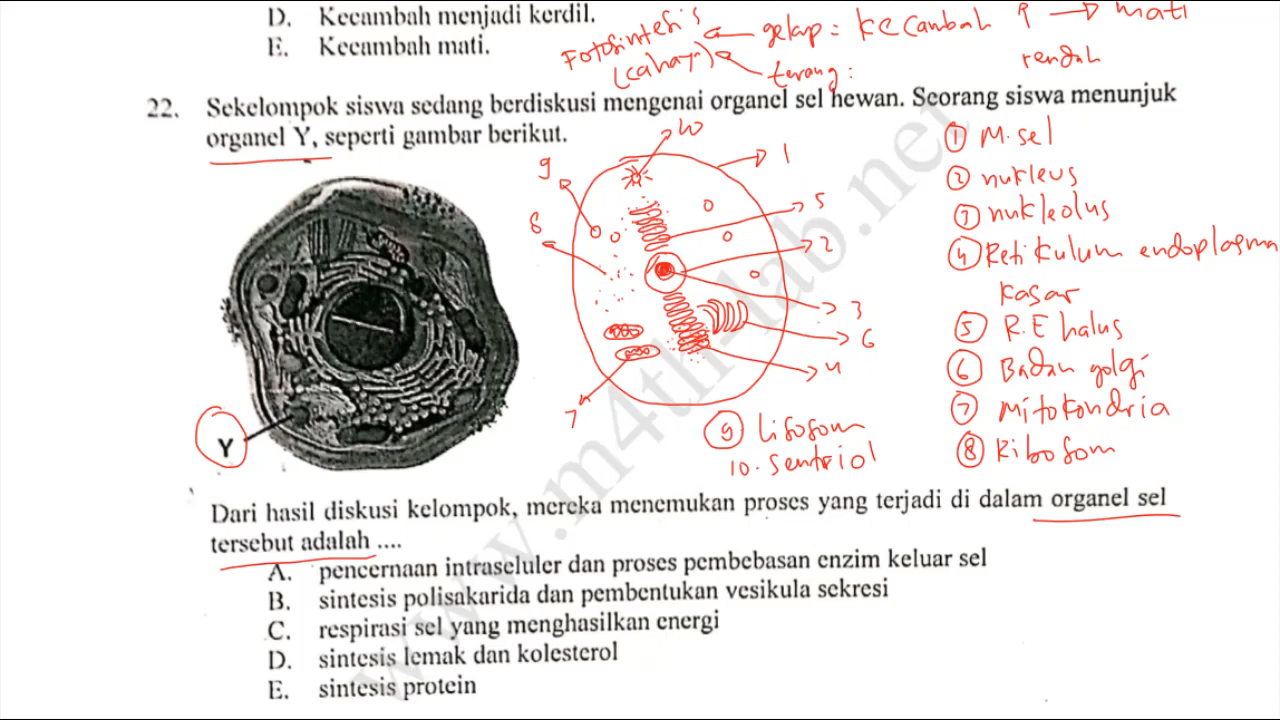 D. Kecambah menjadi kerdil.
E. Kecambah mati.
Fotosintesis gelap = kecambah ↑ → mati
(cahaya) terang : rendah
22. Sekelompok siswa sedang berdiskusi mengenai organel sel hewan. Seorang siswa menunjuk
organel Y, seperti gambar berikut.
10
9
1
8
5
2
3
6
4
7
Y
① M. sel
② nukleus
③ nukleolus
④ Retikulum endoplasma
kasar
⑤ R.E halus
⑥ Badan golgi
⑦ Mitokondria
⑧ Ribosom
⑨ Lisosom
10. Sentriol
www.m4th-lab.net
Dari hasil diskusi kelompok, mereka menemukan proses yang terjadi di dalam organel sel
tersebut adalah ....
A. pencernaan intraseluler dan proses pembebasan enzim keluar sel
B. sintesis polisakarida dan pembentukan vesikula sekresi
C. respirasi sel yang menghasilkan energi
D. sintesis lemak dan kolesterol
E. sintesis protein